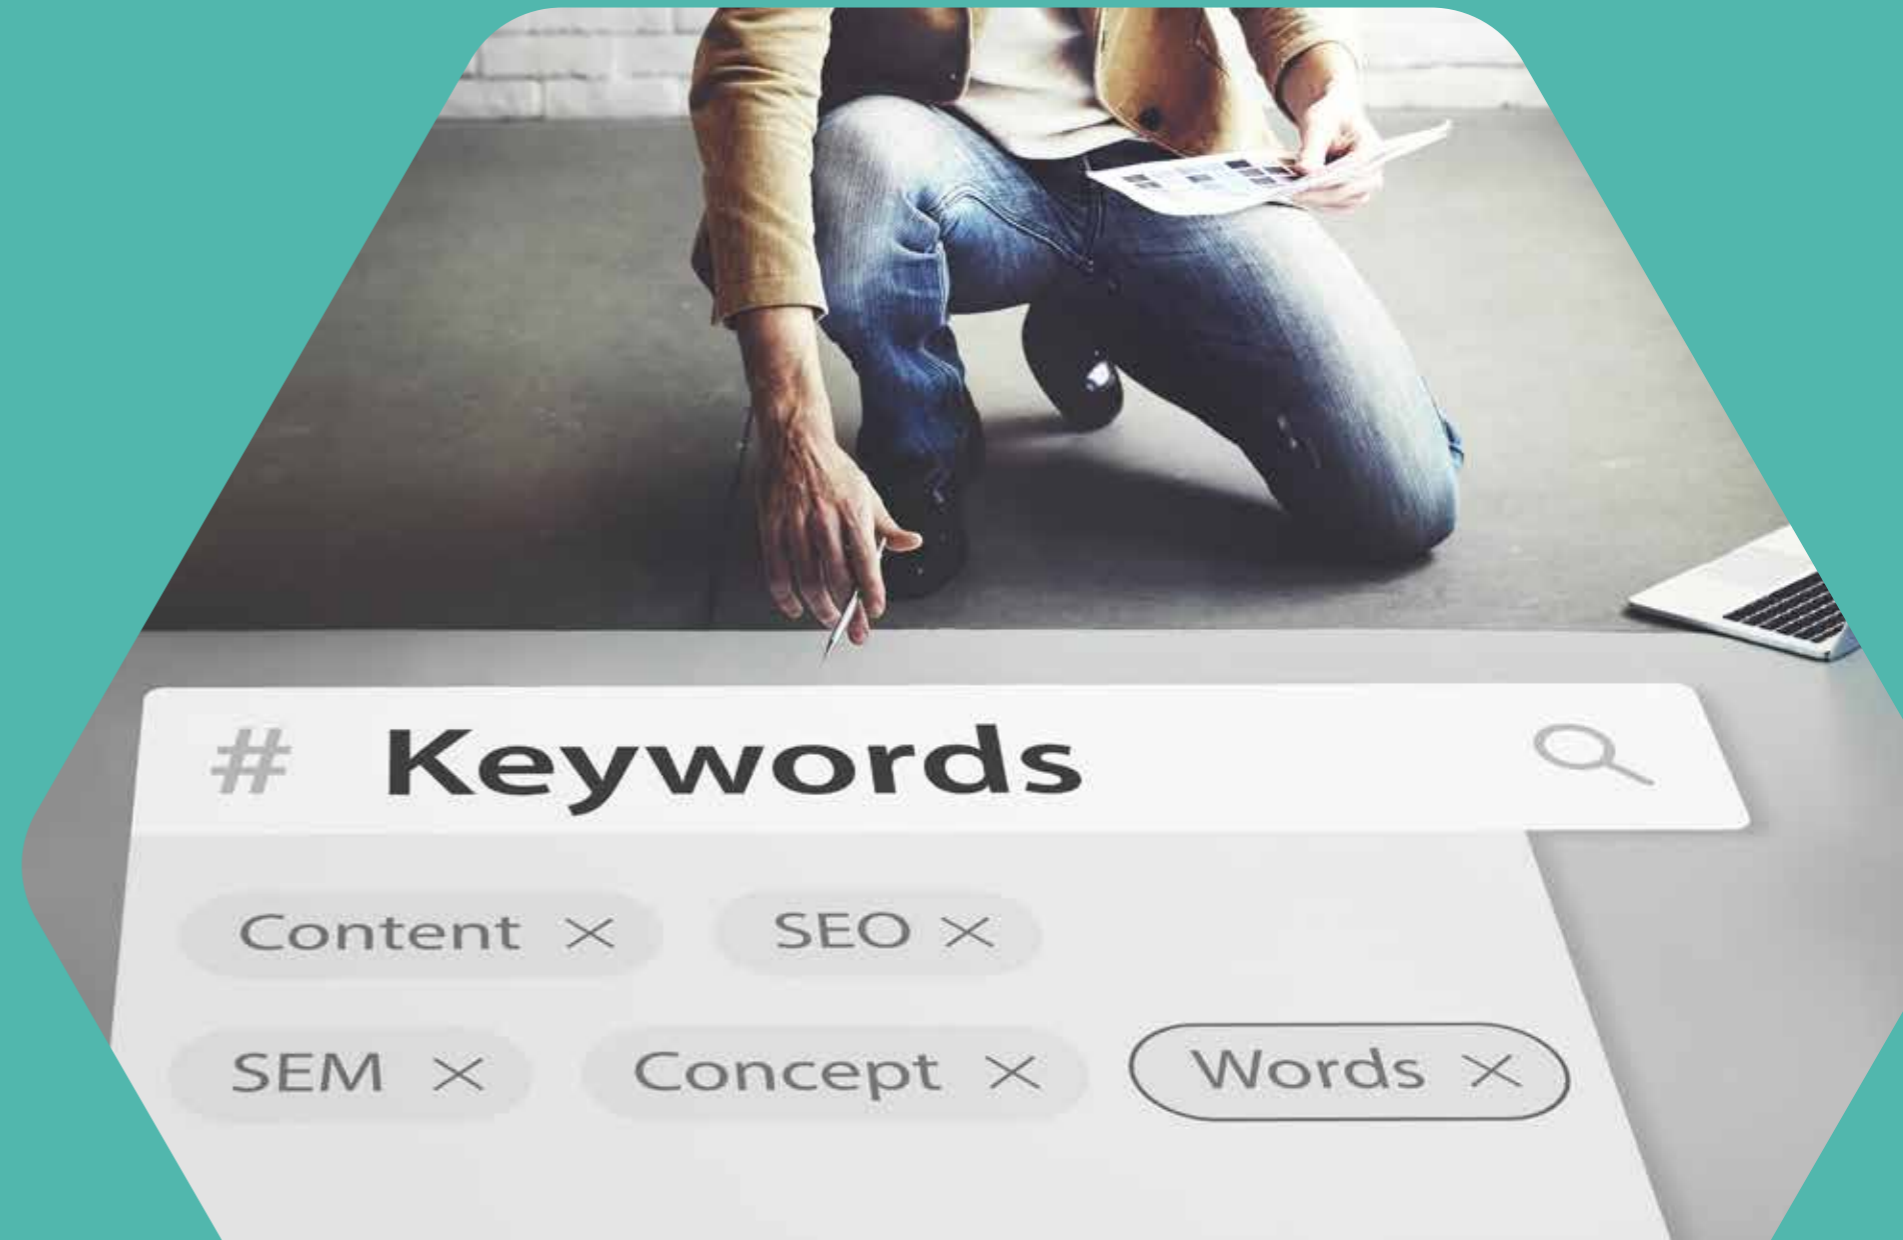 # Keywords
Content × SEO ×
SEM × Concept × Words ×